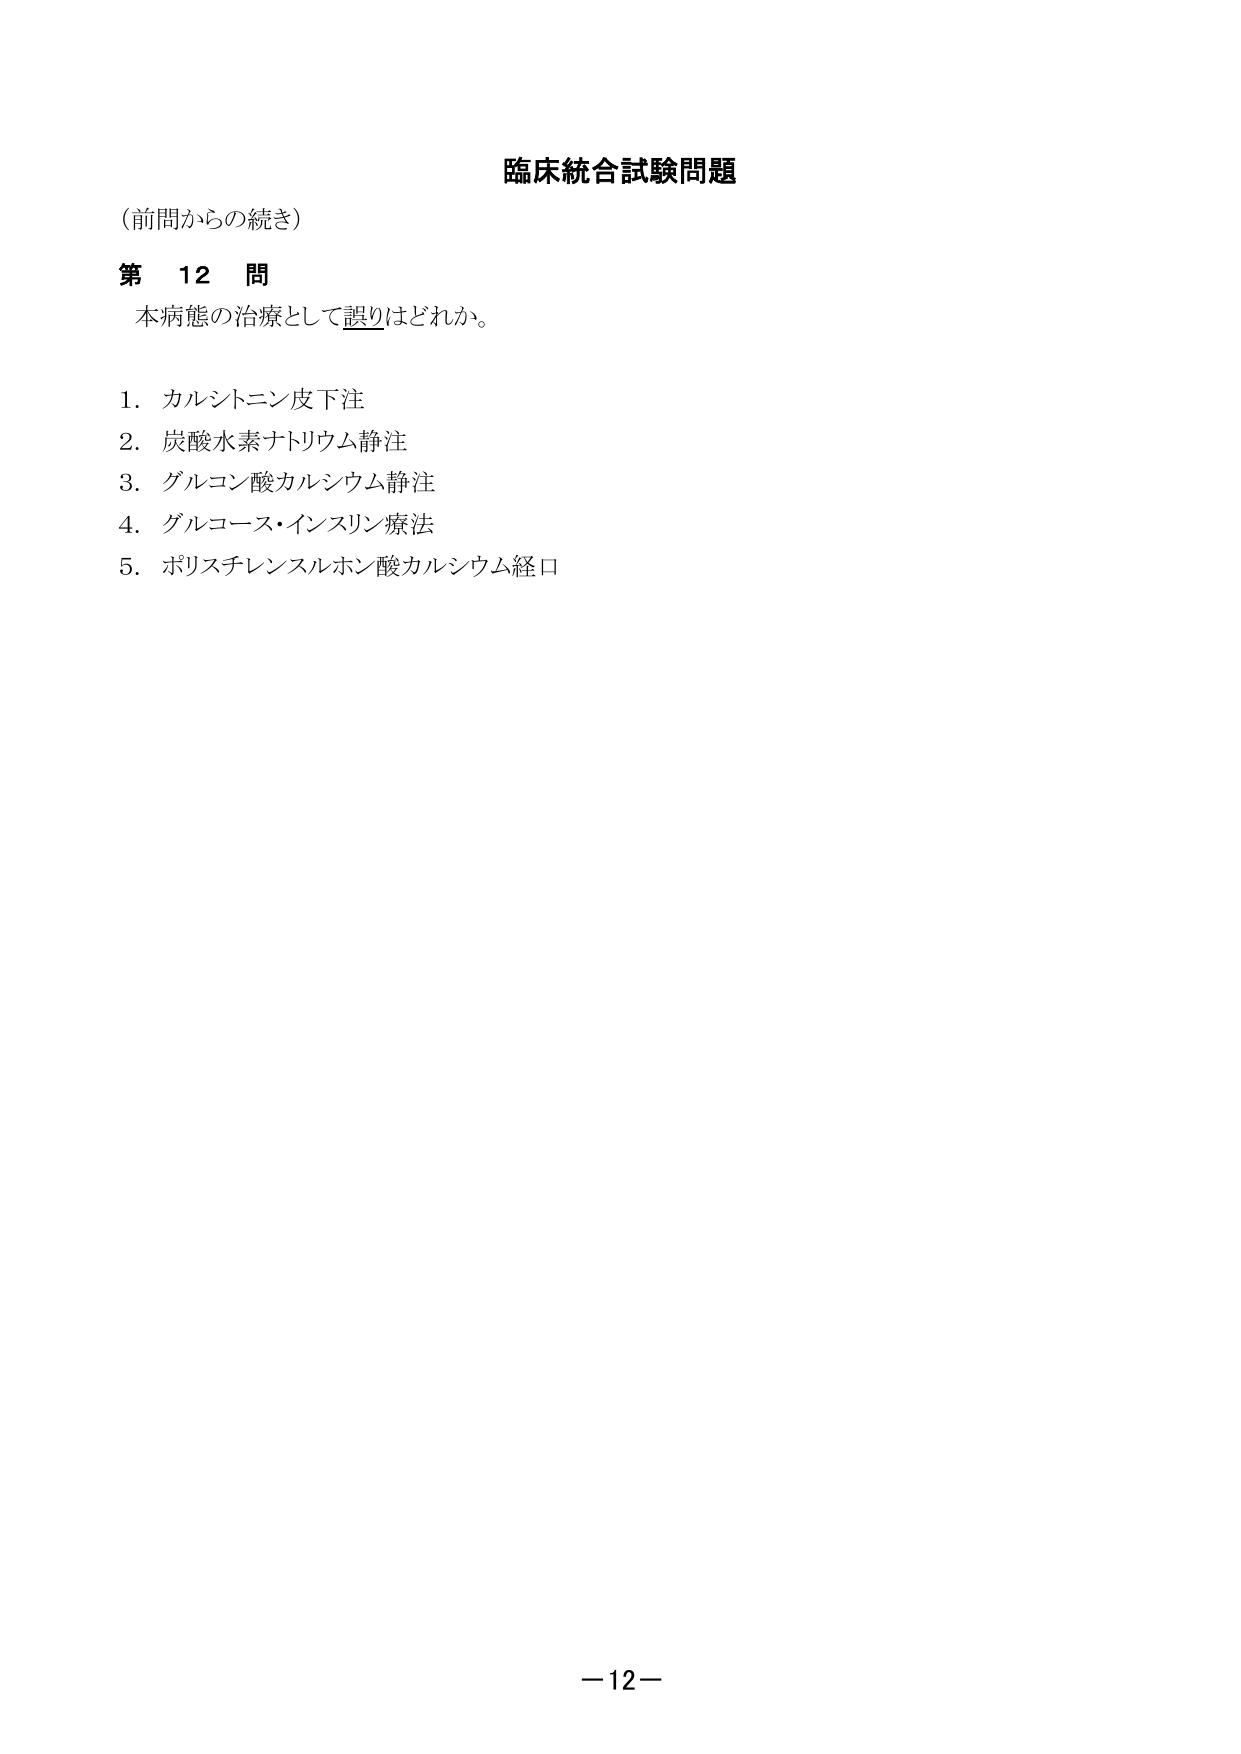 臨床統合試験問題
（前問からの続き）
第　12　問
本病態の治療として誤りはどれか。
1.　カルシトニン皮下注
2.　炭酸水素ナトリウム静注
3.　グルコン酸カルシウム静注
4.　グルコース・インスリン療法
5.　ポリスチレンスルホン酸カルシウム経口
－12－